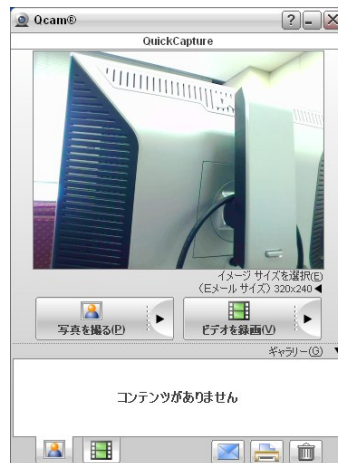 Qcam®
QuickCapture
イメージ サイズを選択(E)
(Eメール サイズ) 320x240
写真を撮る(P)
ビデオを録画(V)
ギャラリー(G)
コンテンツがありません